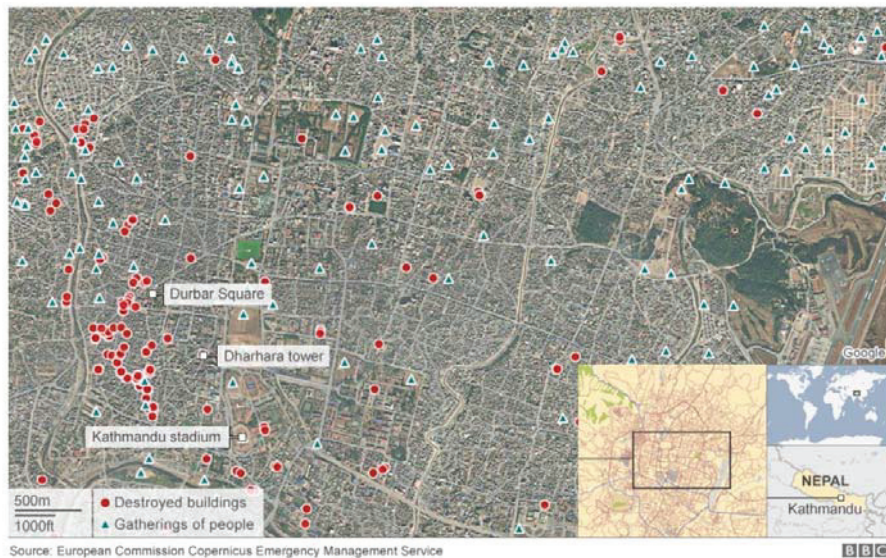 Durbar Square
Dharhara tower
Google
Kathmandu stadium
500m
1000ft
Destroyed buildings
Gatherings of people
NEPAL
Kathmandu
Source: European Commission Copernicus Emergency Management Service
BBC